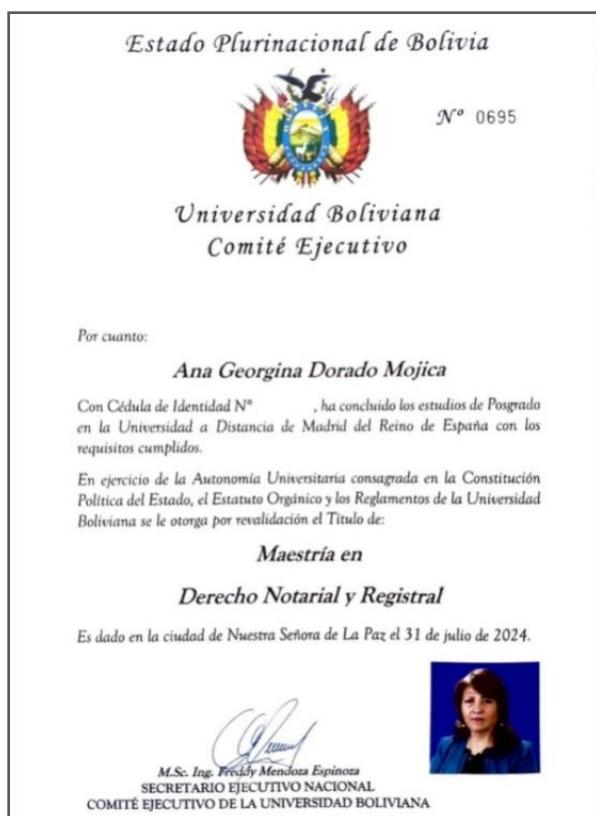 Estado Plurinacional de Bolivia
Nº 0695
Universidad Boliviana
Comité Ejecutivo
Por cuanto:
Ana Georgina Dorado Mojica
Con Cédula de Identidad Nº , ha concluido los estudios de Posgrado
en la Universidad a Distancia de Madrid del Reino de España con los
requisitos cumplidos.
En ejercicio de la Autonomía Universitaria consagrada en la Constitución
Política del Estado, el Estatuto Orgánico y los Reglamentos de la Universidad
Boliviana se le otorga por revalidación el Título de:
Maestría en
Derecho Notarial y Registral
Es dado en la ciudad de Nuestra Señora de La Paz el 31 de julio de 2024.
M.Sc. Ing. Freddy Mendoza Espinoza
SECRETARIO EJECUTIVO NACIONAL
COMITÉ EJECUTIVO DE LA UNIVERSIDAD BOLIVIANA